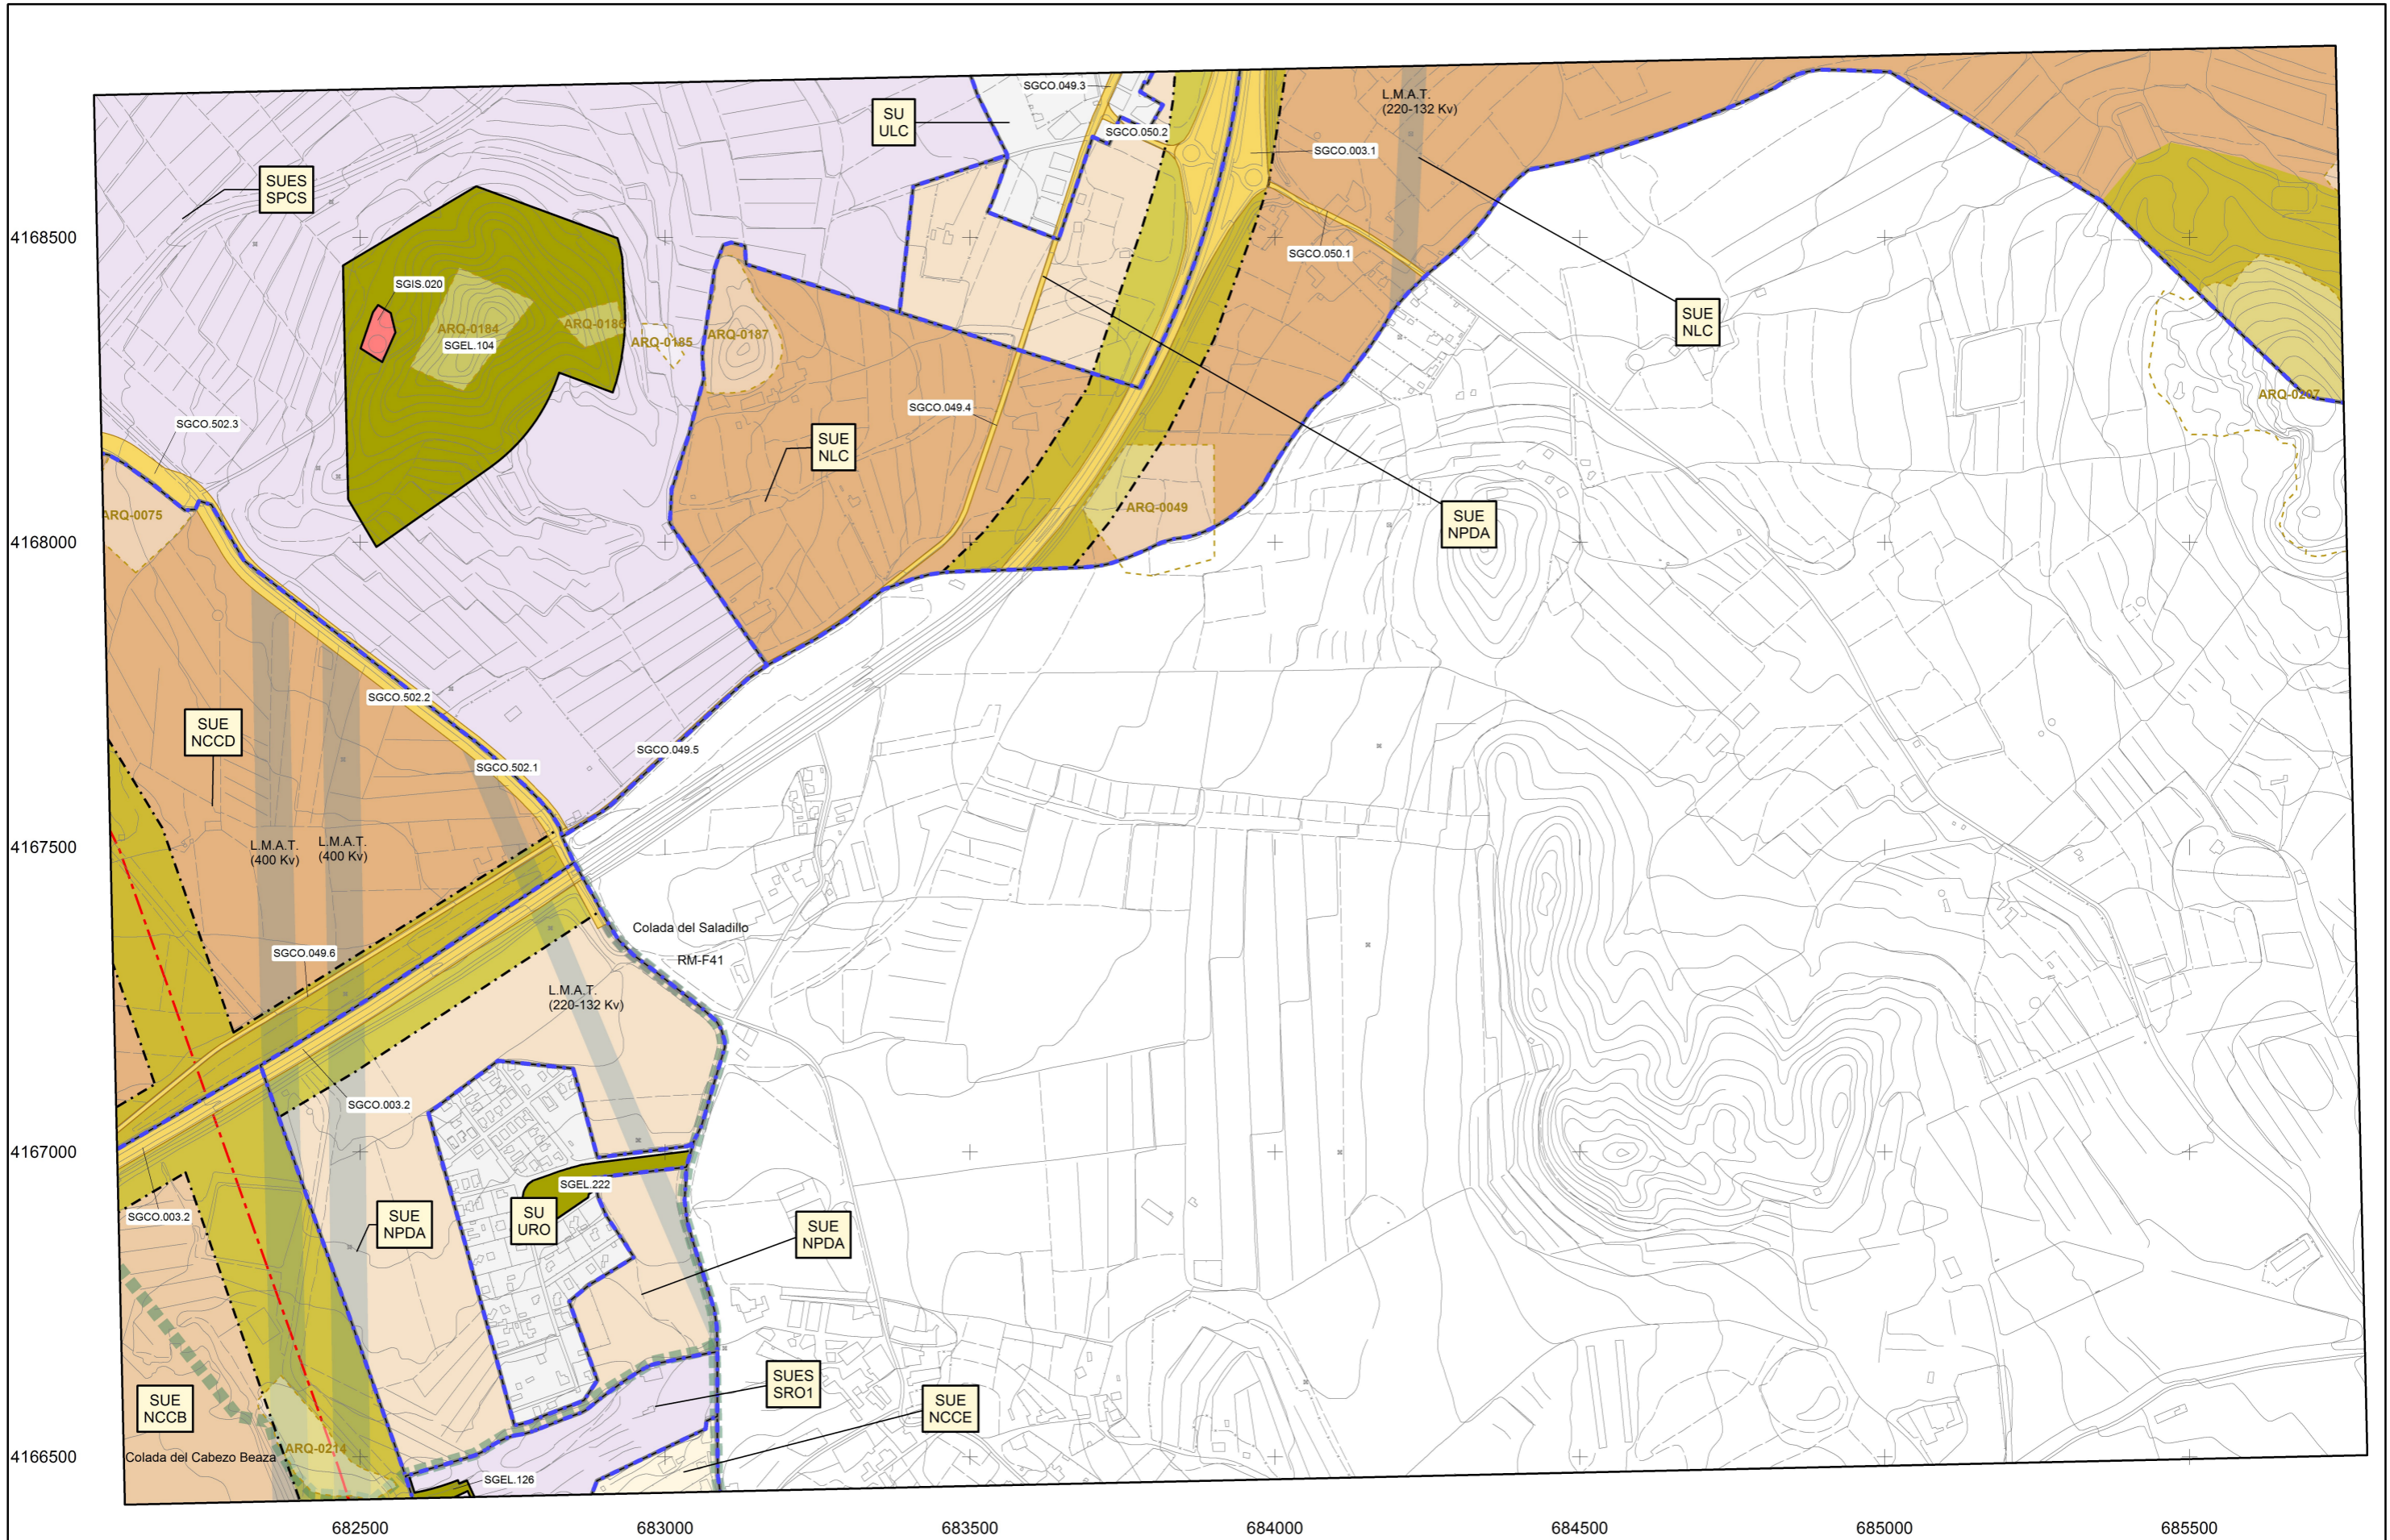 SGCO.049.3
L.M.A.T.
(220-132 Kv)
SU
ULC
SGCO.050.2
SGCO.003.1
SUES
SPCS
4168500
SGCO.050.1
SGIS.020
SUE
NLC
ARQ-0184
ARQ-0186
ARQ-0187
ARQ-0185
SGEL.104
ARQ-0207
SGCO.049.4
SGCO.502.3
SUE
NLC
ARQ-0075
ARQ-0049
SUE
NPDA
4168000
SGCO.502.2
SUE
NCCD
SGCO.049.5
SGCO.502.1
4167500
L.M.A.T.
(400 Kv)
L.M.A.T.
(400 Kv)
Colada del Saladillo
SGCO.049.6
RM-F41
L.M.A.T.
(220-132 Kv)
SGCO.003.2
4167000
SGEL.222
SGCO.003.2
SUE
NPDA
SU
URO
SUE
NPDA
SUES
SRO1
SUE
NCCB
SUE
NCCE
ARQ-0214
4166500
Colada del Cabezo Beaza
SGEL.126
682500
683000
683500
684000
684500
685000
685500